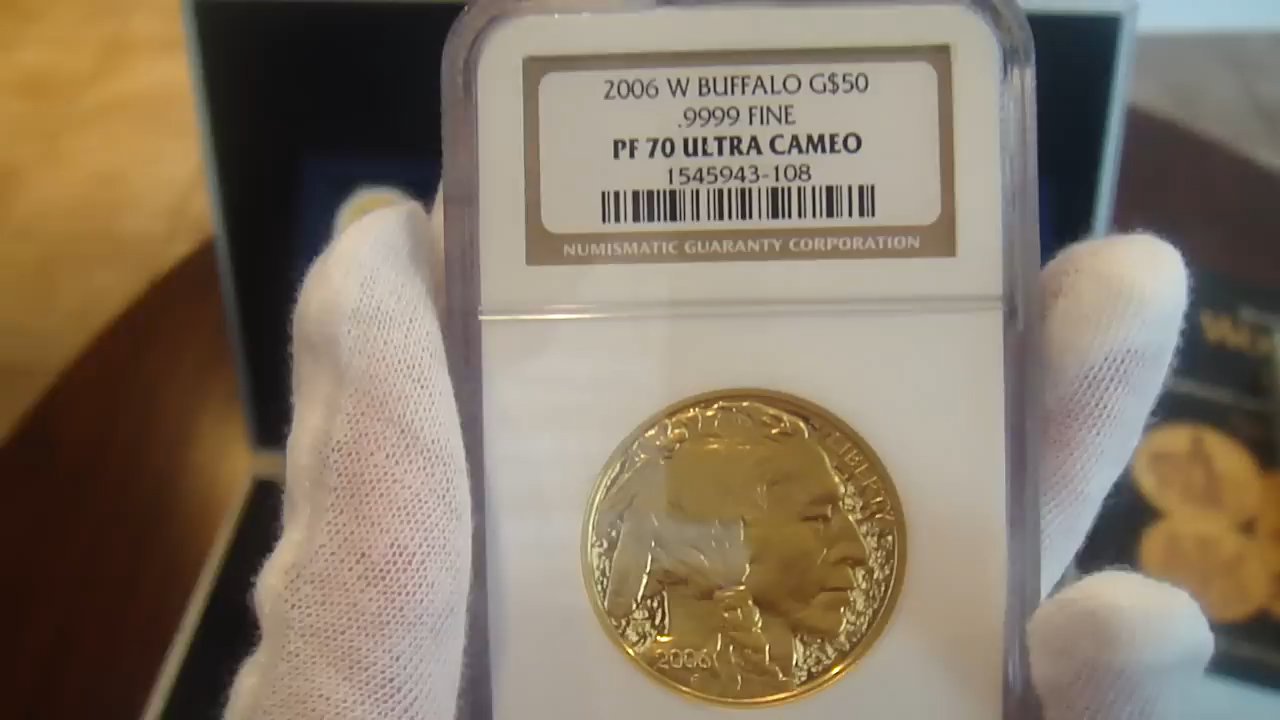 2006 W BUFFALO G$50
.9999 FINE
PF 70 ULTRA CAMEO
1545943-108
NUMISMATIC GUARANTY CORPORATION
LIBERTY
2006
F